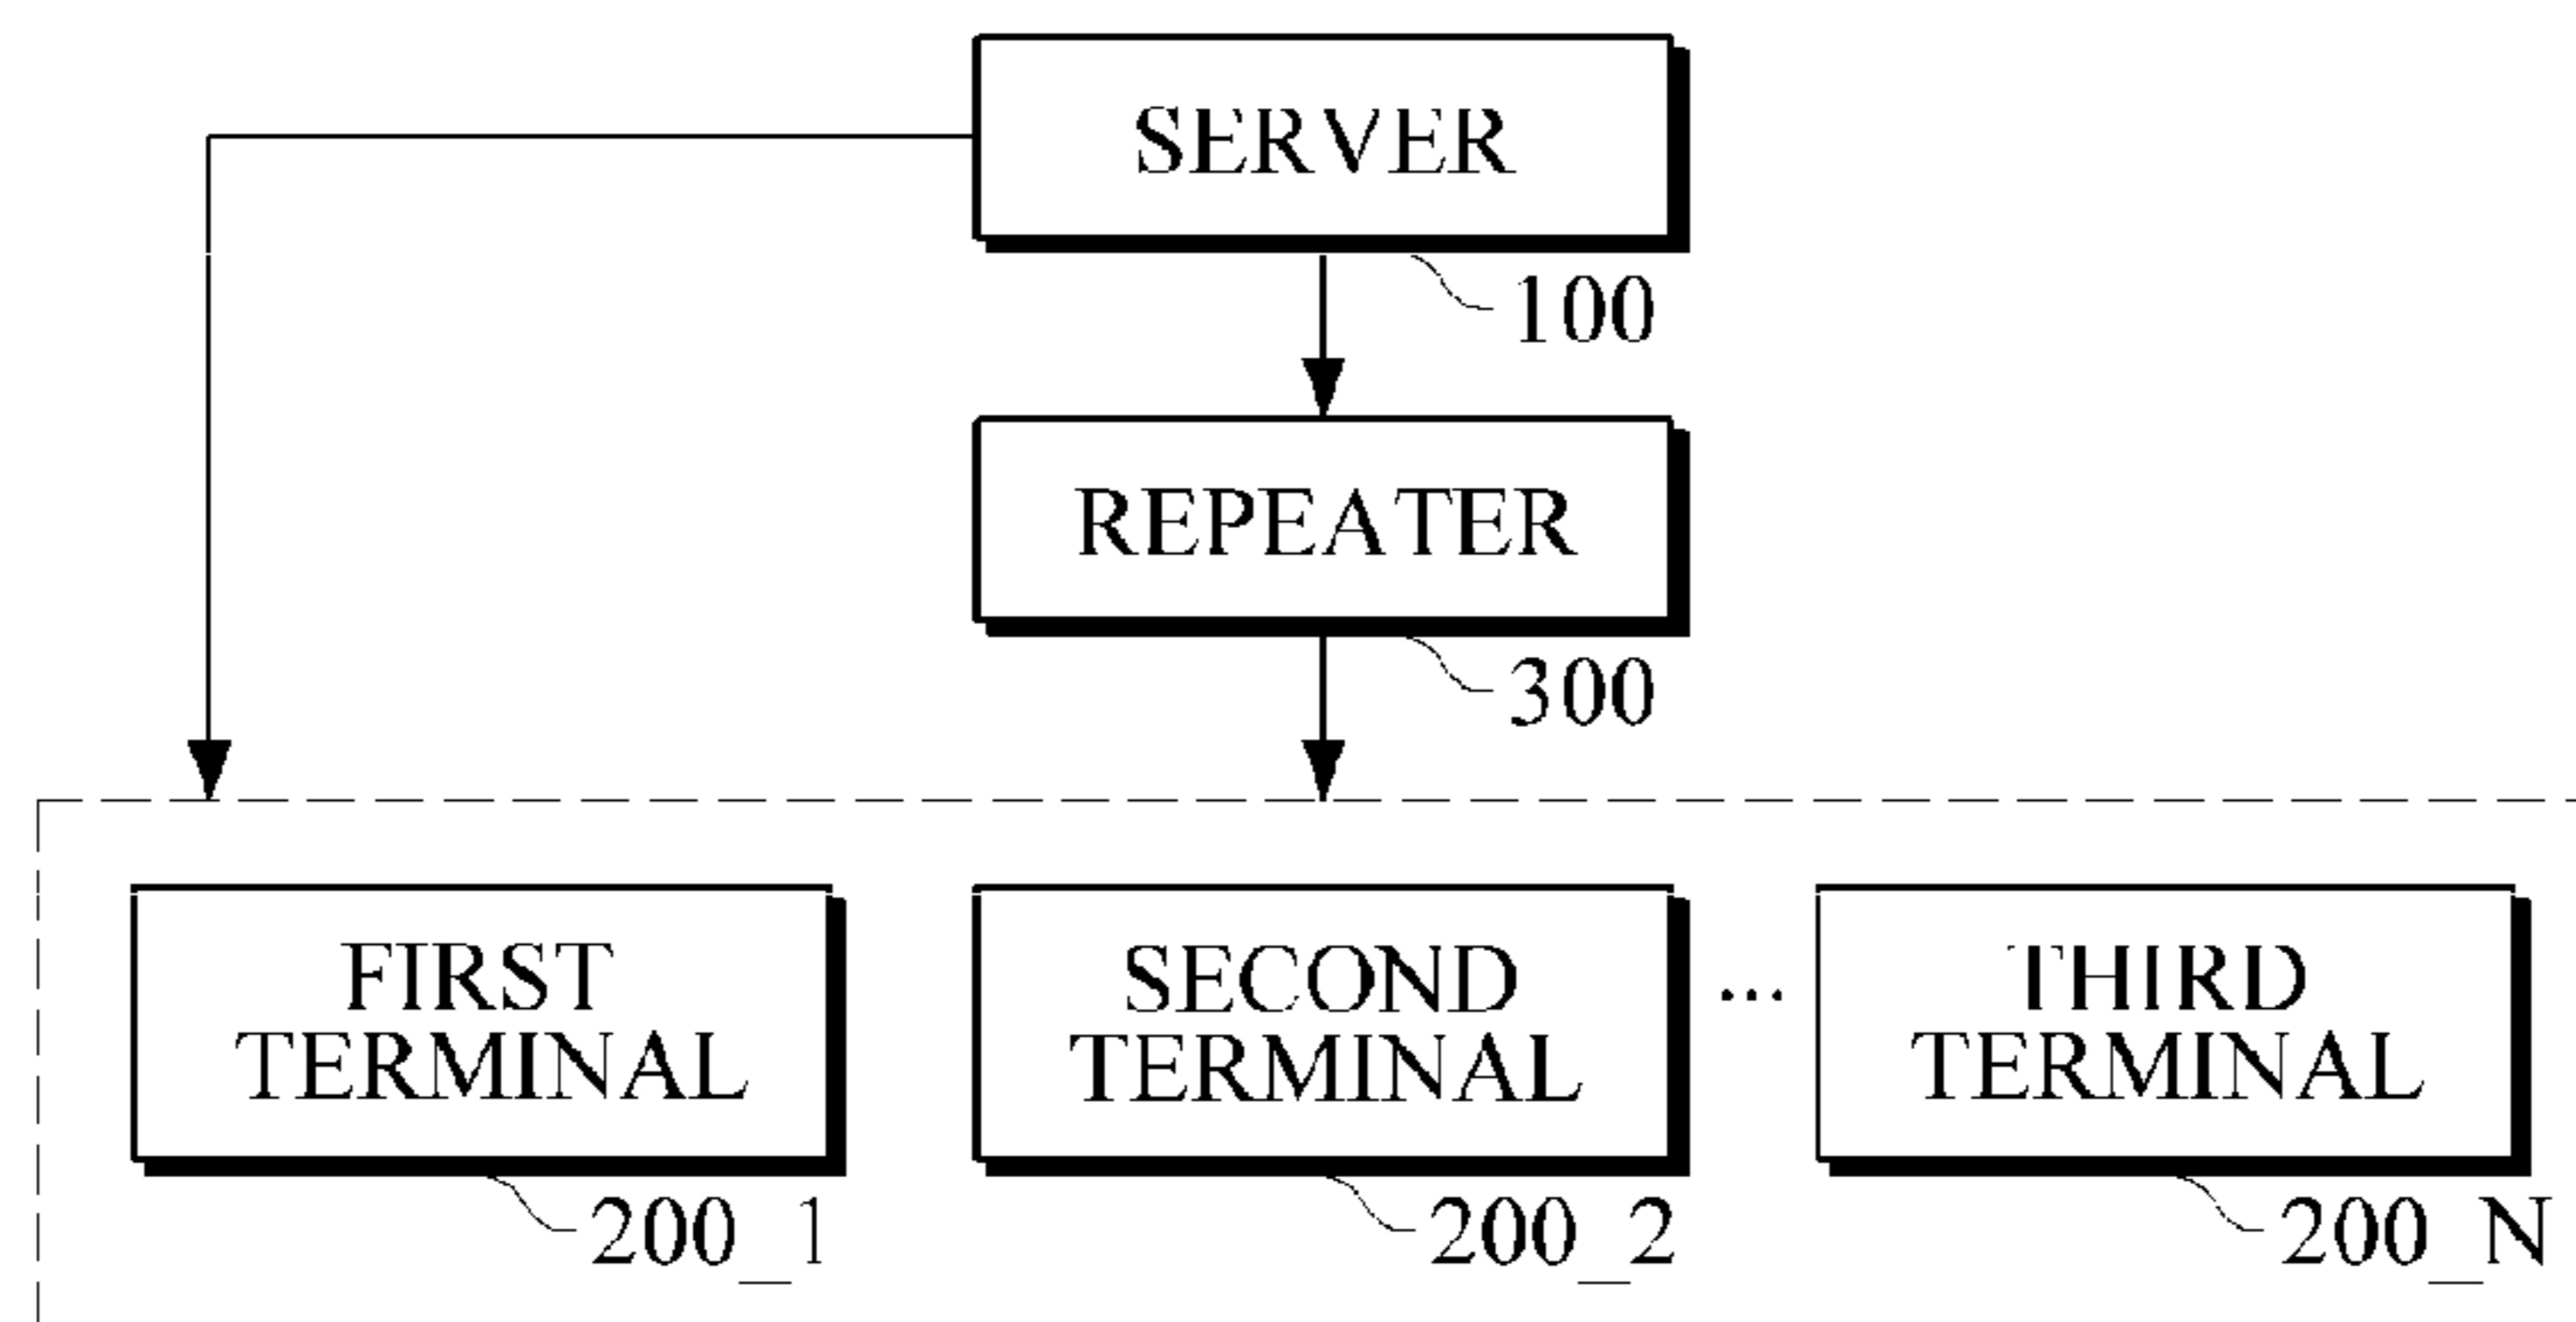 SERVER
100
REPEATER
300
FIRST
TERMINAL
200_1
SECOND
TERMINAL
200_2
...
THIRD
TERMINAL
200_N